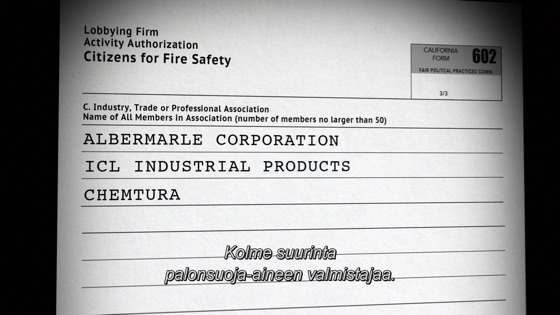 Lobbying Firm
Activity Authorization
Citizens for Fire Safety
CALIFORNIA
FORM 602
FAIR POLITICAL PRACTICES COMM.
3/3
C. Industry, Trade or Professional Association
Name of All Members in Association (number of members no larger than 50)
ALBERMARLE CORPORATION
ICL INDUSTRIAL PRODUCTS
CHEMTURA
Kolme suurinta
palonsuoja-aineen valmistajaa.